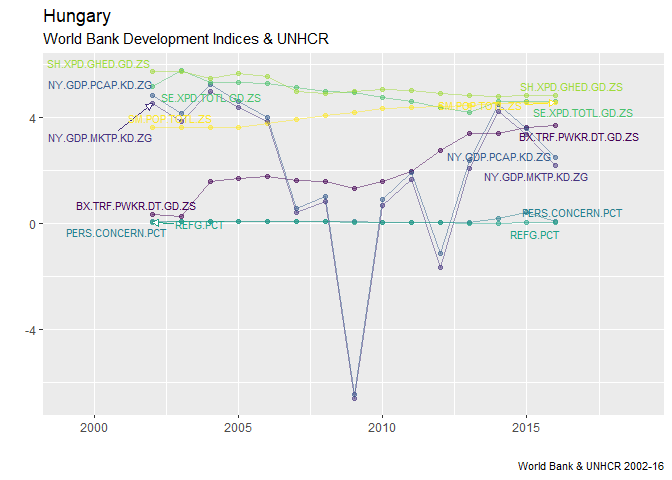 Hungary
World Bank Development Indices & UNHCR
SH.XPD.GHED.GD.ZS
NY.GDP.PCAP.KD.ZG
SE.XPD.TOTL.GD.ZS
SM.POP.TOTL.ZS
NY.GDP.MKTP.KD.ZG
BX.TRF.PWKR.DT.GD.ZS
PERS.CONCERN.PCT
REFG.PCT
SH.XPD.GHED.GD.ZS
SM.POP.TOTL.ZS
SE.XPD.TOTL.GD.ZS
BX.TRF.PWKR.DT.GD.ZS
NY.GDP.PCAP.KD.ZG
NY.GDP.MKTP.KD.ZG
PERS.CONCERN.PCT
REFG.PCT
4
0
-4
2000 2005 2010 2015
World Bank & UNHCR 2002-16